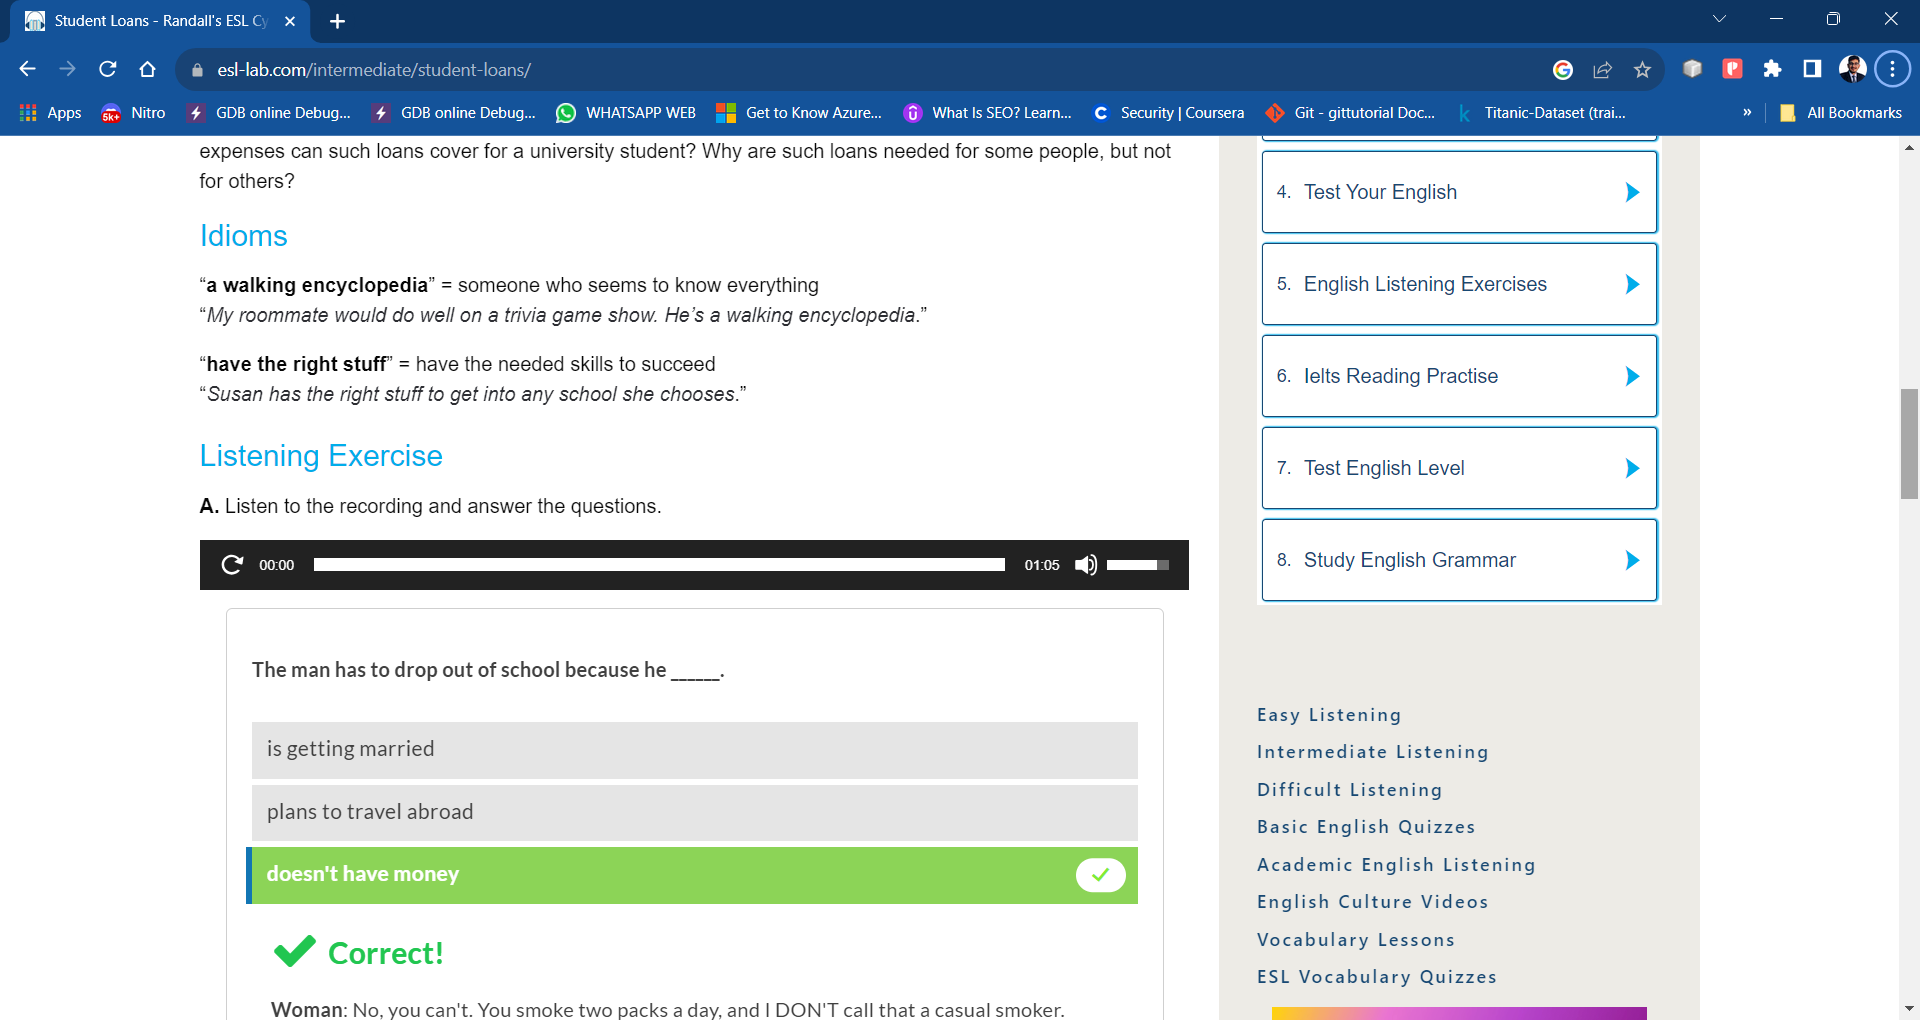 Student Loans - Randall's ESL Cy
esl-lab.com/intermediate/student-loans/
Apps
5k+
Nitro
GDB online Debug...
GDB online Debug...
WHATSAPP WEB
Get to Know Azure...
What Is SEO? Learn...
Security | Coursera
Git - gittutorial Doc...
Titanic-Dataset (trai...
»
All Bookmarks
expenses can such loans cover for a university student? Why are such loans needed for some people, but not
for others?
Idioms
“a walking encyclopedia” = someone who seems to know everything
“My roommate would do well on a trivia game show. He’s a walking encyclopedia.”
“have the right stuff” = have the needed skills to succeed
“Susan has the right stuff to get into any school she chooses.”
Listening Exercise
A. Listen to the recording and answer the questions.
00:00
01:05
The man has to drop out of school because he ______.
is getting married
plans to travel abroad
doesn't have money
Correct!
Woman: No, you can't. You smoke two packs a day, and I DON'T call that a casual smoker.
4. Test Your English
5. English Listening Exercises
6. Ielts Reading Practise
7. Test English Level
8. Study English Grammar
Easy Listening
Intermediate Listening
Difficult Listening
Basic English Quizzes
Academic English Listening
English Culture Videos
Vocabulary Lessons
ESL Vocabulary Quizzes